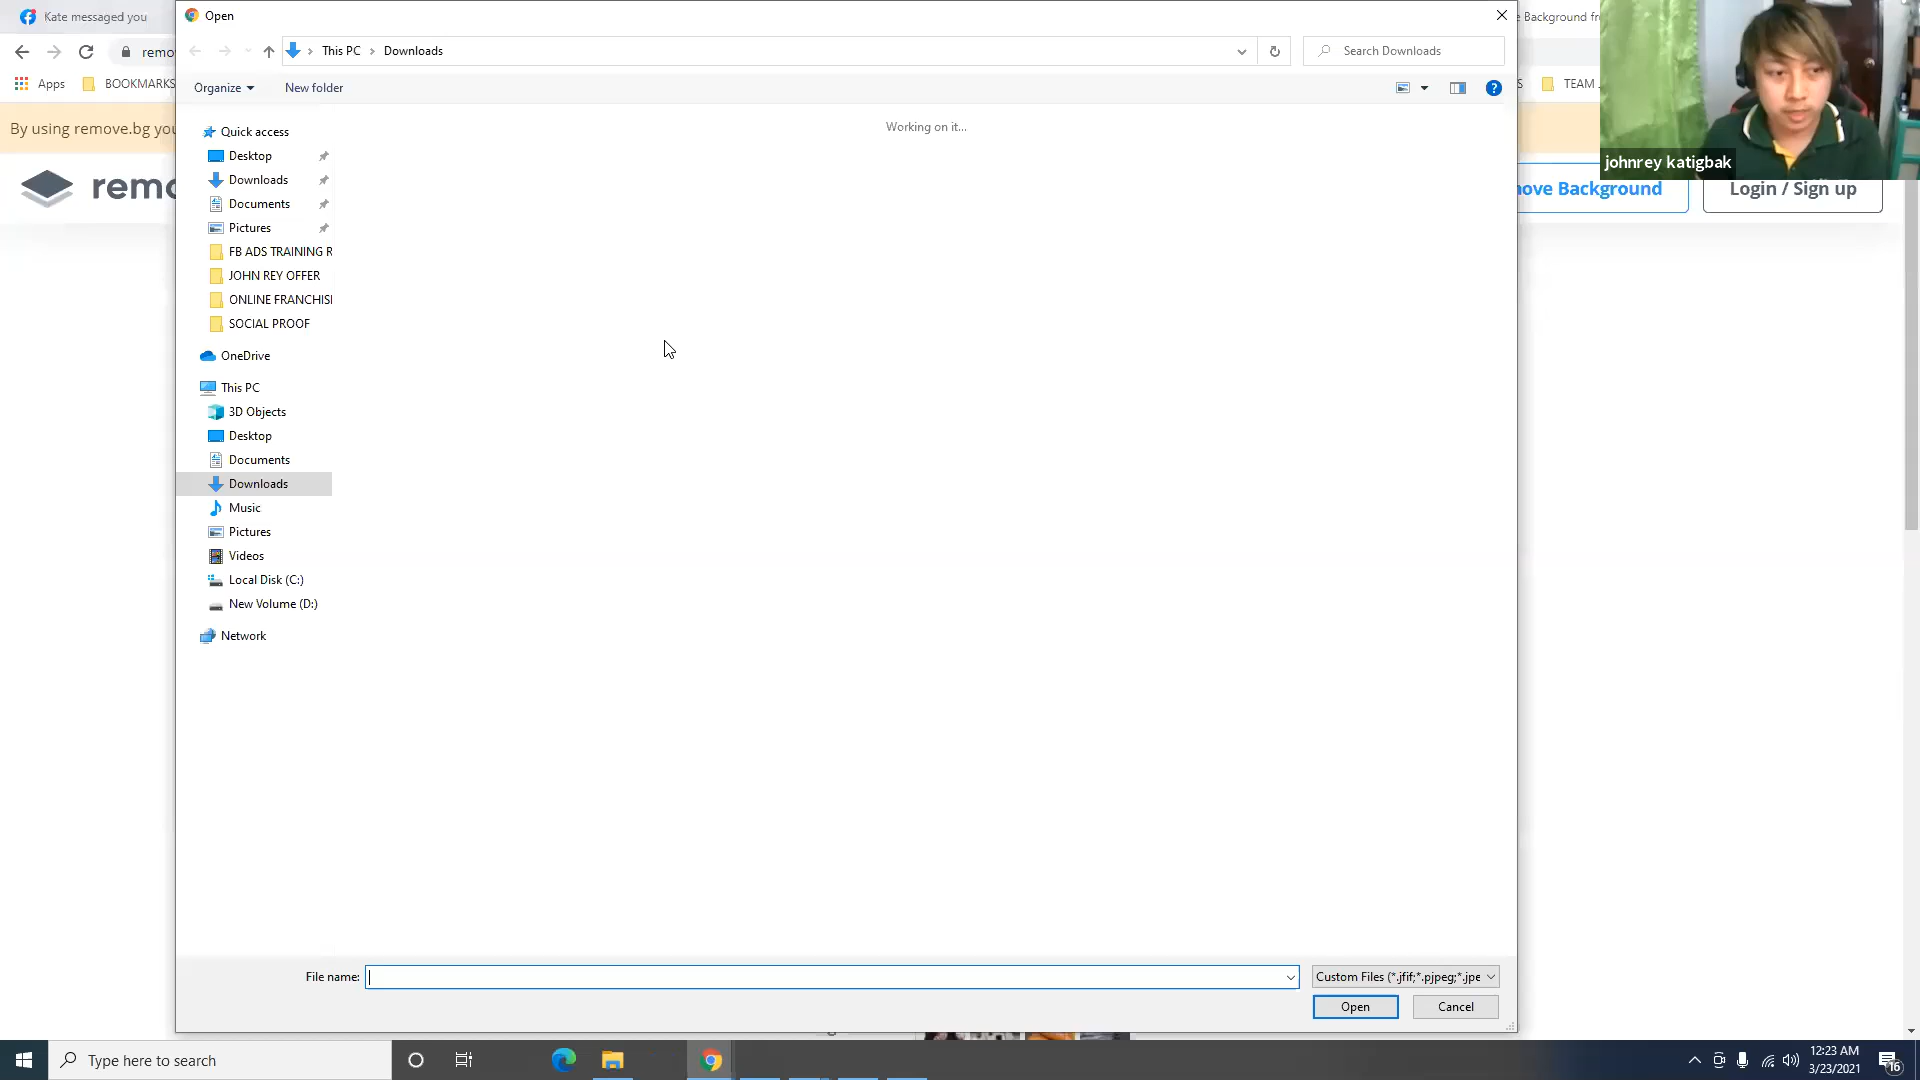 Kate messaged you
Open
e Background fr
This PC
Downloads
Search Downloads
remo
Apps
BOOKMARKS
Organize
New folder
S
TEAM
By using remove.bg you
Working on it...
Quick access
Desktop
Downloads
Documents
Pictures
FB ADS TRAINING R
JOHN REY OFFER
ONLINE FRANCHISI
SOCIAL PROOF
OneDrive
This PC
3D Objects
Desktop
Documents
Downloads
Music
Pictures
Videos
Local Disk (C:)
New Volume (D:)
Network
remo
johnrey katigbak
move Background
Login / Sign up
File name:
Custom Files (*.jfif;*.pjpeg;*.jpe
Open
Cancel
Type here to search
12:23 AM
3/23/2021
16